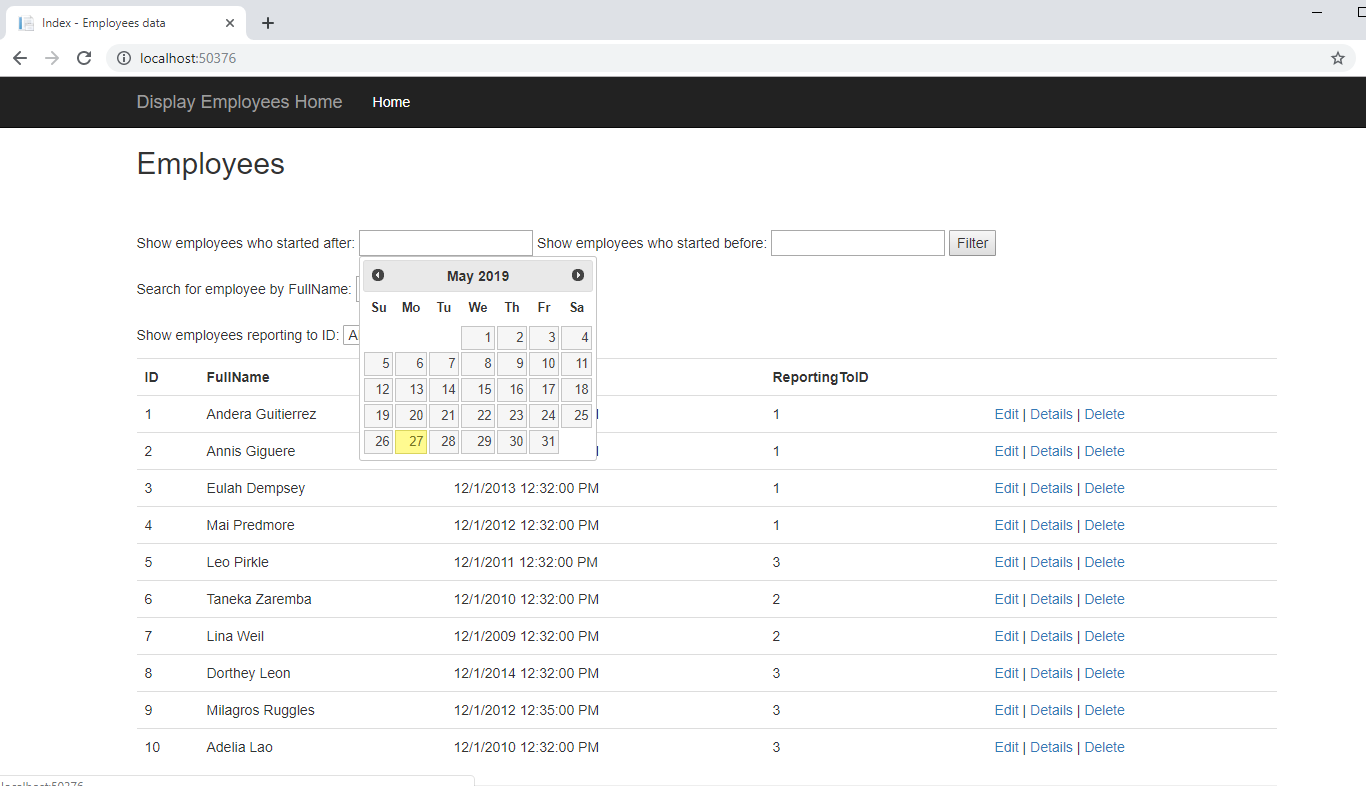 Index - Employees data
localhost:50376
Display Employees Home Home
Employees
Show employees who started after: Show employees who started before: Filter
May 2019
Su Mo Tu We Th Fr Sa
1 2 3 4
5 6 7 8 9 10 11
12 13 14 15 16 17 18
19 20 21 22 23 24 25
26 27 28 29 30 31
Search for employee by FullName:
Show employees reporting to ID:
ID FullName ReportingToID
1 Andera Guitierrez 1 Edit | Details | Delete
2 Annis Giguere 1 Edit | Details | Delete
3 Eulah Dempsey 12/1/2013 12:32:00 PM 1 Edit | Details | Delete
4 Mai Predmore 12/1/2012 12:32:00 PM 1 Edit | Details | Delete
5 Leo Pirkle 12/1/2011 12:32:00 PM 3 Edit | Details | Delete
6 Taneka Zaremba 12/1/2010 12:32:00 PM 2 Edit | Details | Delete
7 Lina Weil 12/1/2009 12:32:00 PM 2 Edit | Details | Delete
8 Dorthey Leon 12/1/2014 12:32:00 PM 3 Edit | Details | Delete
9 Milagros Ruggles 12/1/2012 12:35:00 PM 3 Edit | Details | Delete
10 Adelia Lao 12/1/2010 12:32:00 PM 3 Edit | Details | Delete
localhost:50376